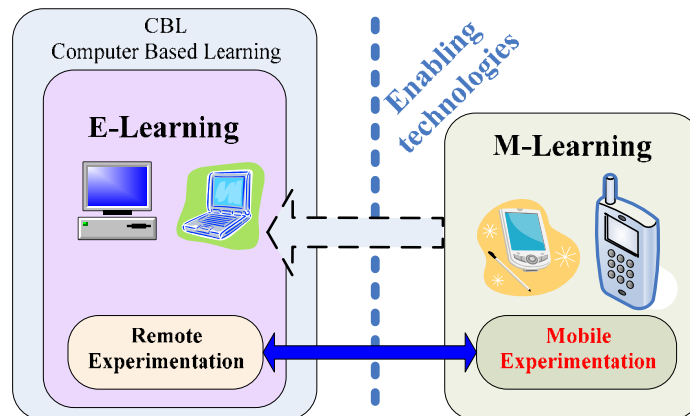 CBL
Computer Based Learning
E-Learning
Remote
Experimentation
Enabling
technologies
M-Learning
Mobile
Experimentation